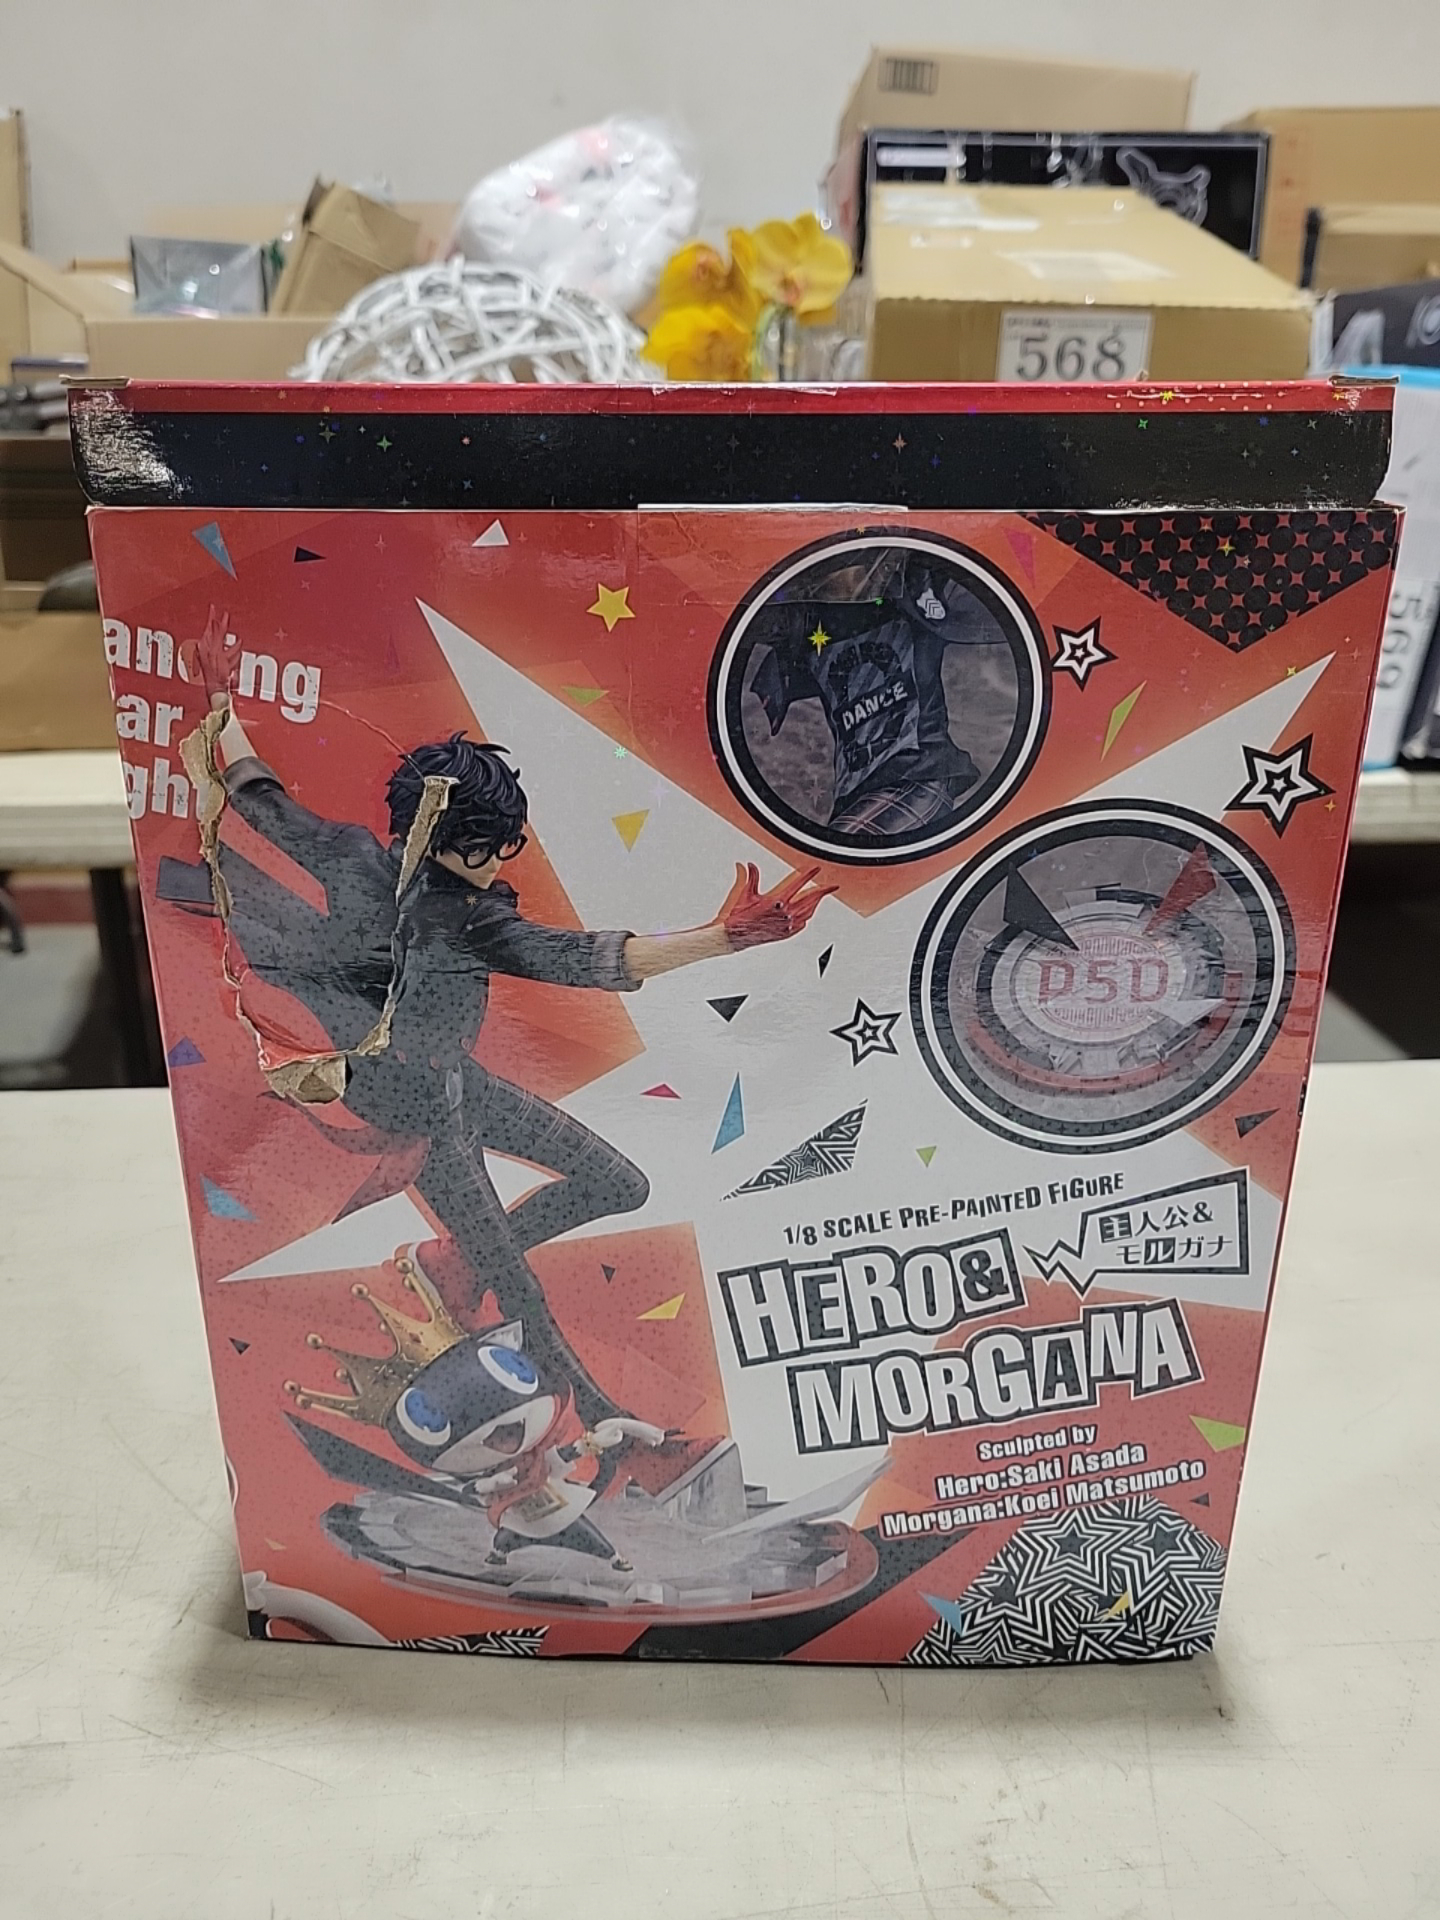 568
569
ancing
ar
ght
DANCE
P5D
1/8 SCALE PRE-PAINTED FIGURE
HERO&
MORGANA
主人公&
モルガナ
Sculpted by
Hero:Saki Asada
Morgana:Koei Matsumoto